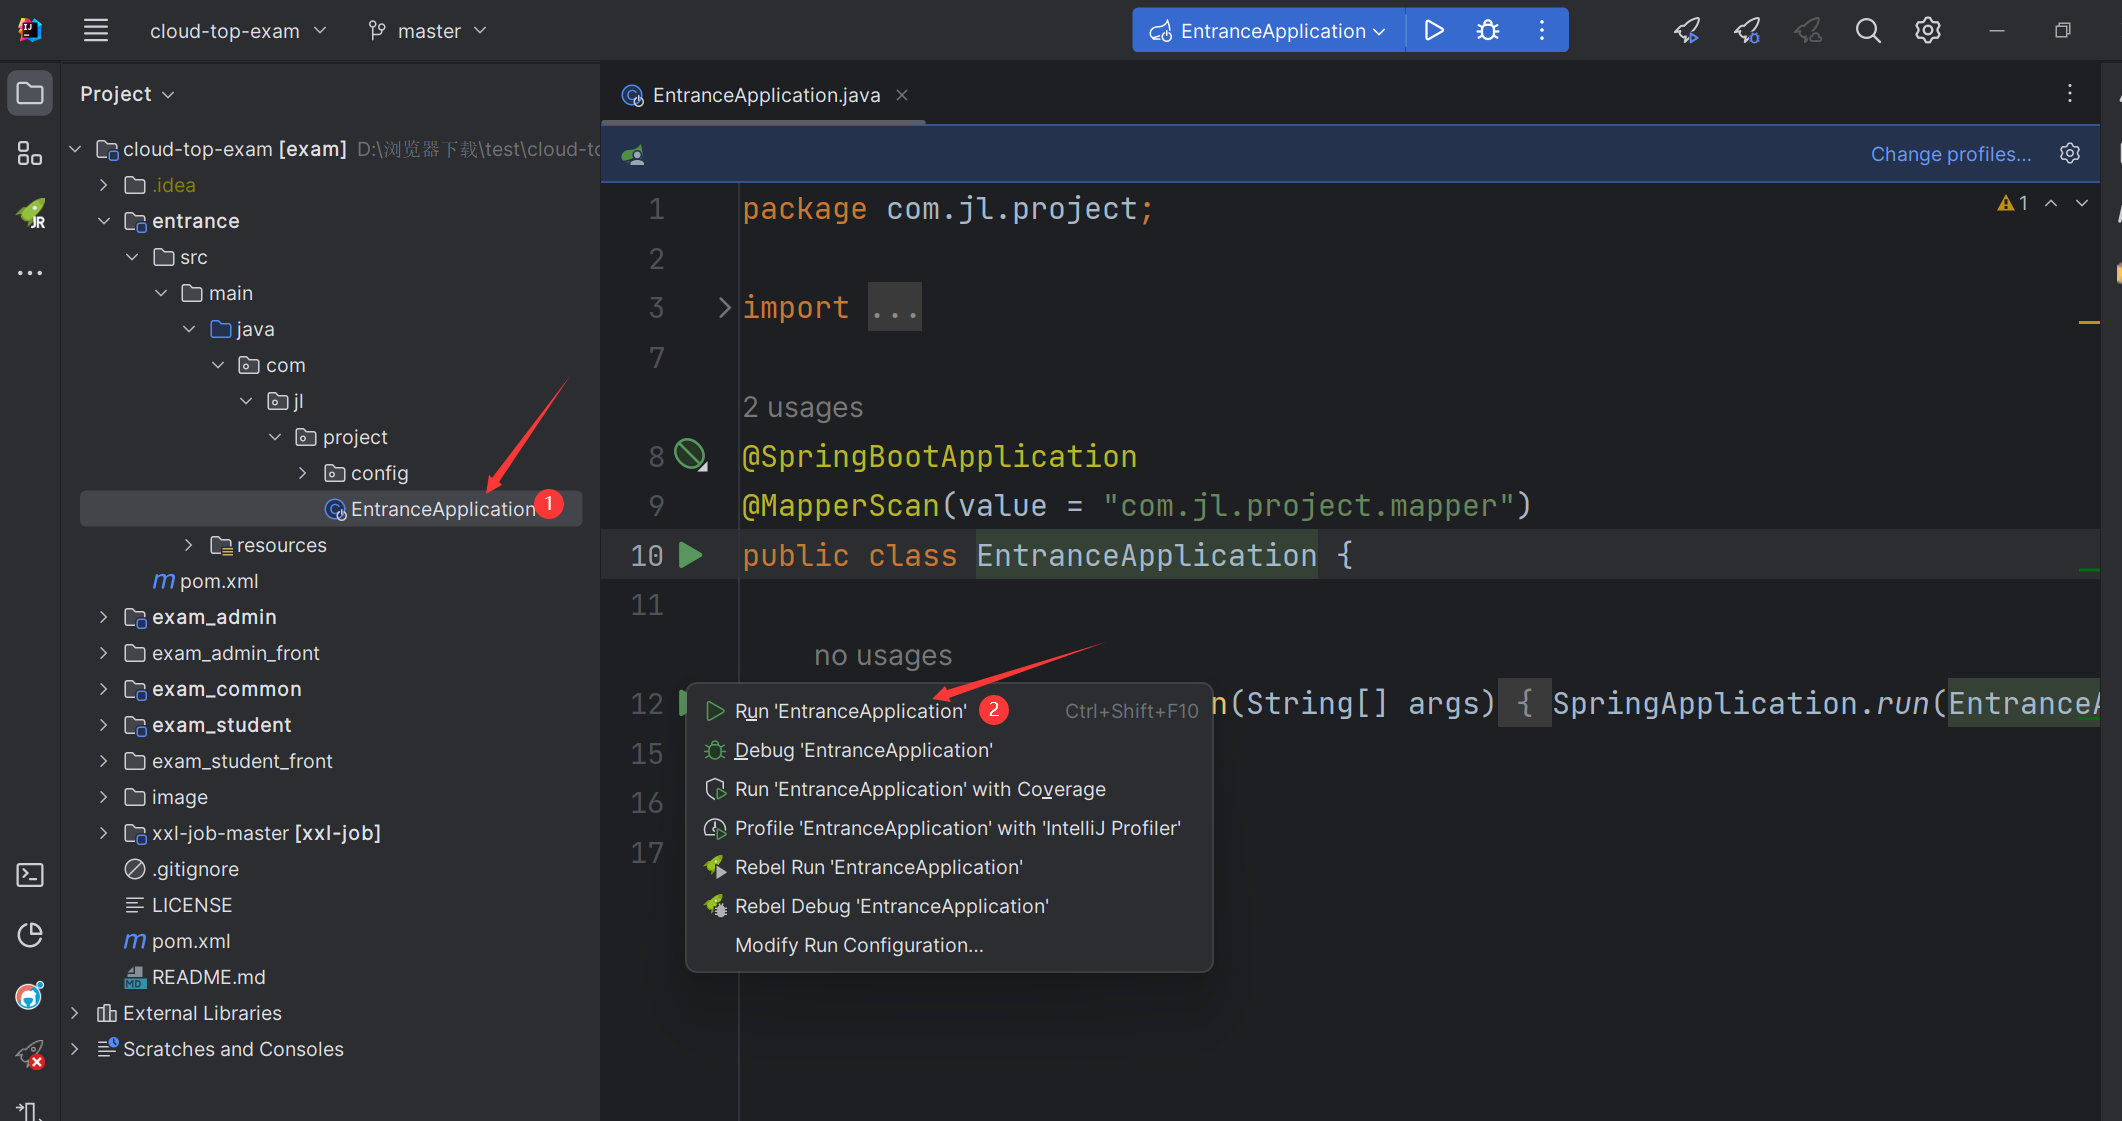 cloud-top-exam
master
EntranceApplication
Project
cloud-top-exam [exam] D:\浏览器下载\test\cloud-to
.idea
entrance
src
main
java
com
jl
project
config
EntranceApplication 1
resources
pom.xml
exam_admin
exam_admin_front
exam_common
exam_student
exam_student_front
image
xxl-job-master [xxl-job]
.gitignore
LICENSE
pom.xml
README.md
External Libraries
Scratches and Consoles
JR
EntranceApplication.java
Change profiles...
1 package com.jl.project;
1
2
3 import ...
7
2 usages
8 @SpringBootApplication
9 @MapperScan(value = "com.jl.project.mapper")
10 public class EntranceApplication {
11
no usages
12 n(String[] args) { SpringApplication.run(EntranceA
15
16
17
Run 'EntranceApplication' 2 Ctrl+Shift+F10
Debug 'EntranceApplication'
Run 'EntranceApplication' with Coverage
Profile 'EntranceApplication' with 'IntelliJ Profiler'
Rebel Run 'EntranceApplication'
Rebel Debug 'EntranceApplication'
Modify Run Configuration...